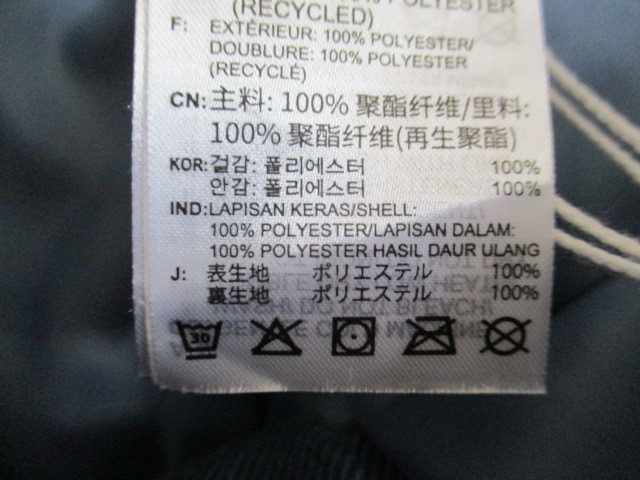 100% POLYESTER
(RECYCLED)
F: EXTÉRIEUR: 100% POLYESTER/
DOUBLURE: 100% POLYESTER
(RECYCLÉ)
CN: 主料: 100% 聚酯纤维/里料:
100% 聚酯纤维(再生聚酯)
KOR: 겉감: 폴리에스터 100%
안감: 폴리에스터 100%
IND: LAPISAN KERAS/SHELL:
100% POLYESTER/LAPISAN DALAM:
100% POLYESTER HASIL DAUR ULANG
J: 表生地 ポリエステル 100%
裏生地 ポリエステル 100%
30